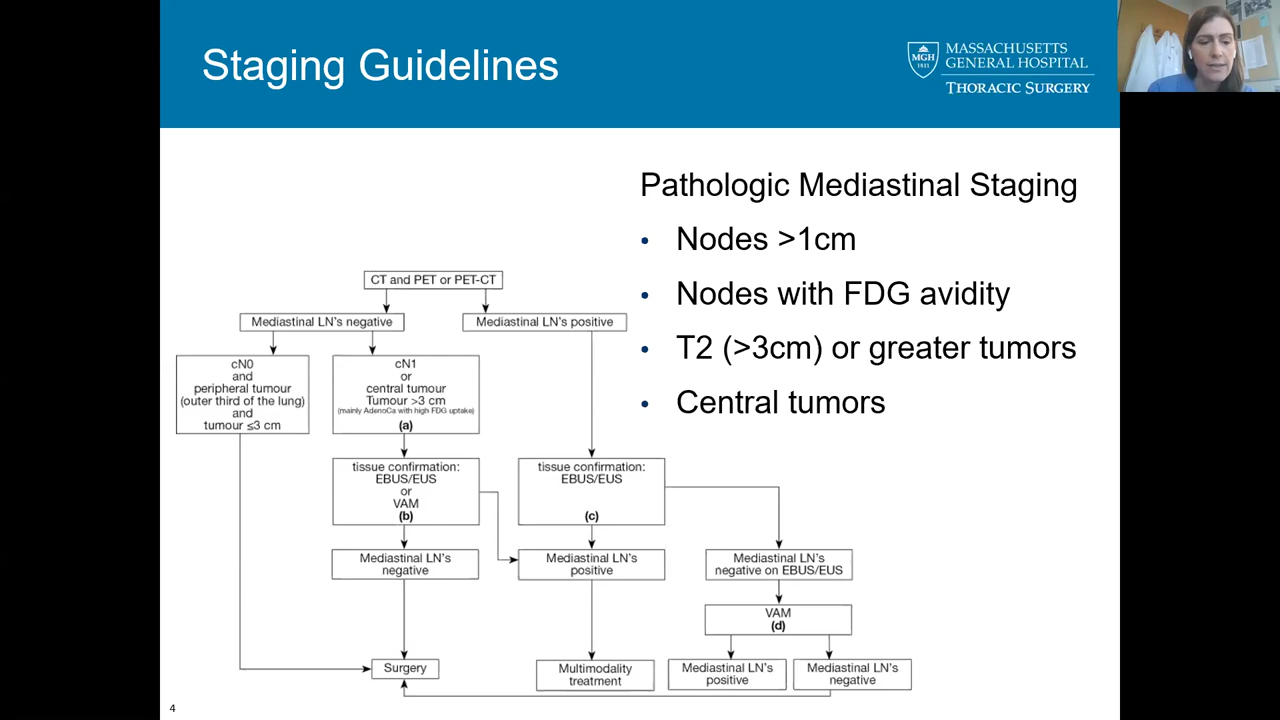 Staging Guidelines
MGH
1811
MASSACHUSETTS
GENERAL HOSPITAL
THORACIC SURGERY
Pathologic Mediastinal Staging
• Nodes >1cm
• Nodes with FDG avidity
• T2 (>3cm) or greater tumors
• Central tumors
CT and PET or PET-CT
Mediastinal LN's negative
Mediastinal LN's positive
cN0
and
peripheral tumour
(outer third of the lung)
and
tumour ≤3 cm
cN1
or
central tumour
Tumour >3 cm
(mainly AdenoCa with high FDG uptake)
(a)
tissue confirmation:
EBUS/EUS
or
VAM
(b)
tissue confirmation:
EBUS/EUS
(c)
Mediastinal LN's
negative
Mediastinal LN's
positive
Mediastinal LN's
negative on EBUS/EUS
VAM
(d)
Surgery
Multimodality
treatment
Mediastinal LN's
positive
Mediastinal LN's
negative
4